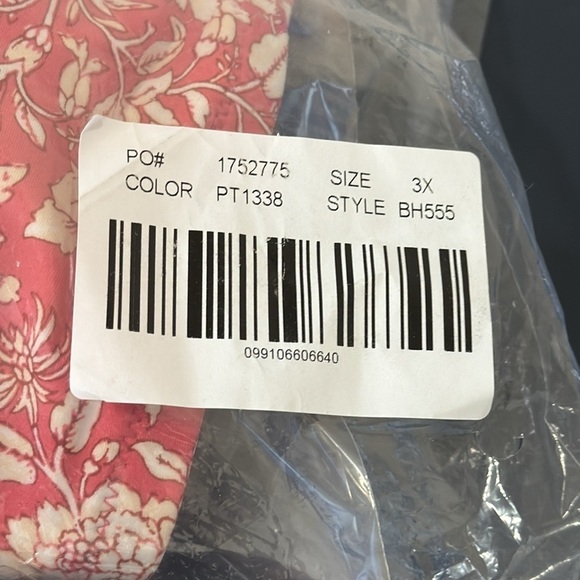 PO# 1752775 SIZE 3X
COLOR PT1338 STYLE BH555
099106606640